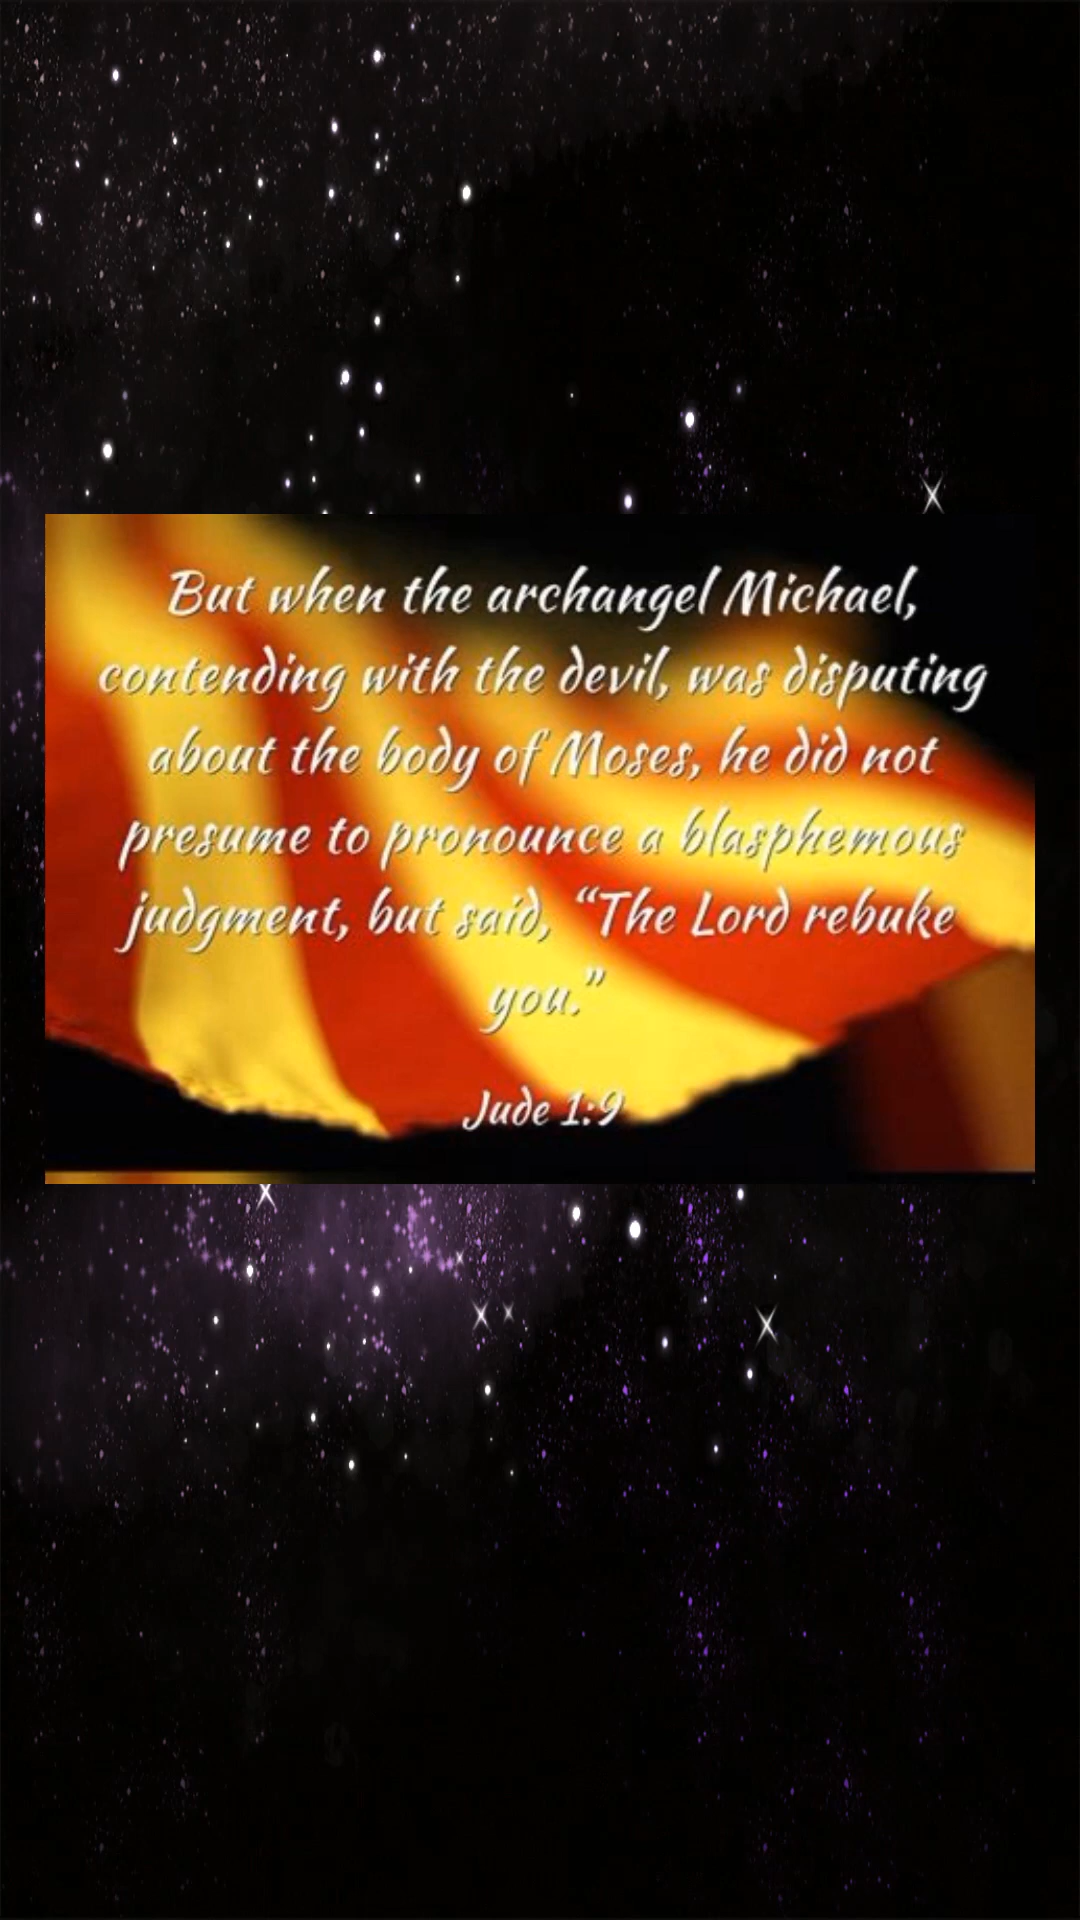 But when the archangel Michael,
contending with the devil, was disputing
about the body of Moses, he did not
presume to pronounce a blasphemous
judgment, but said, “The Lord rebuke
you.”
Jude 1:9